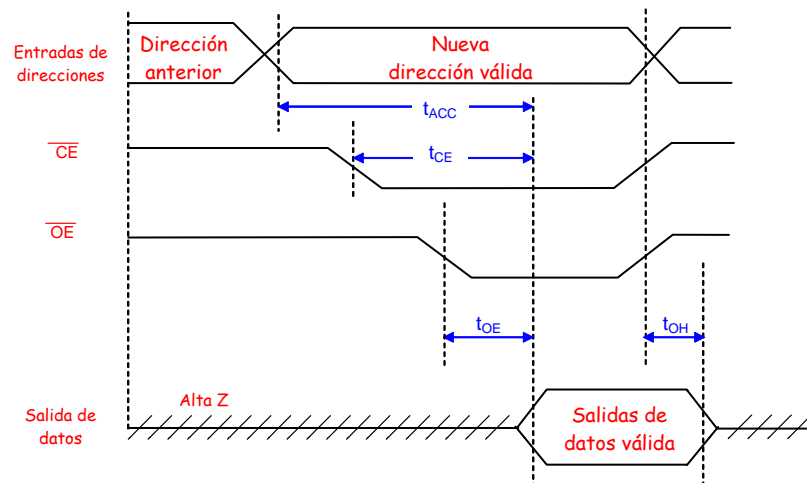 Entradas de
direcciones
Dirección
anterior
Nueva
dirección válida
tACC
CE
tCE
OE
tOE
tOH
Alta Z
Salida de
datos
Salidas de
datos válida